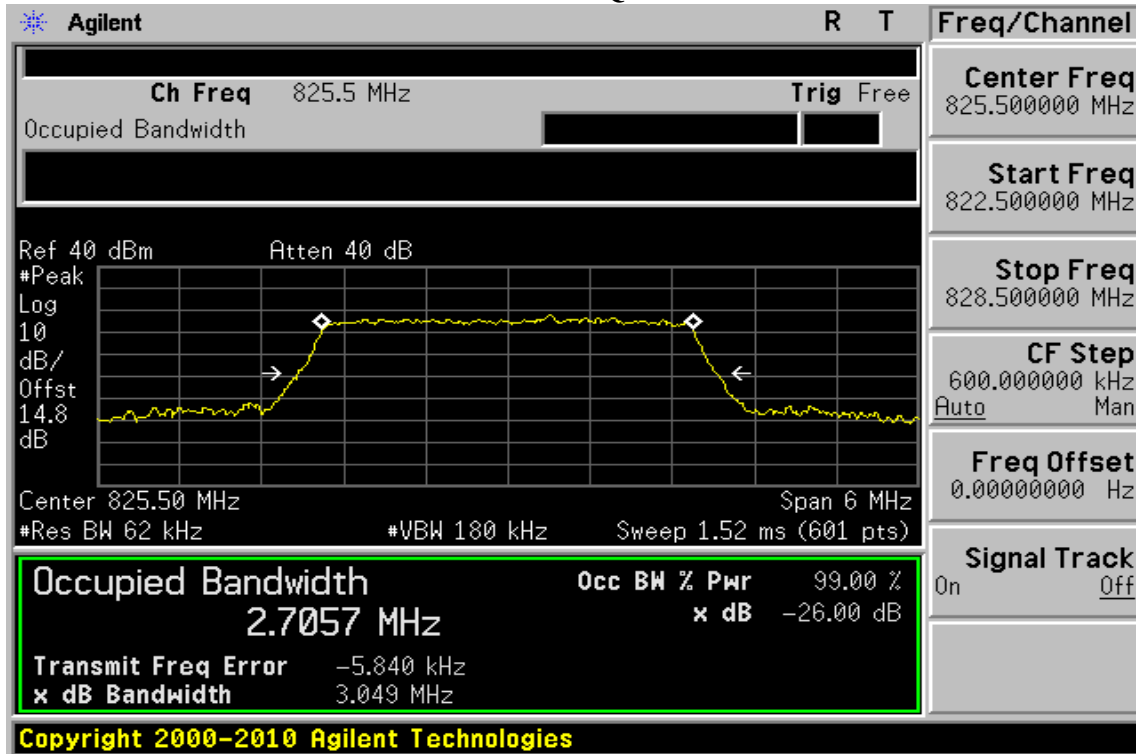 Agilent R T Freq/Channel
Ch Freq 825.5 MHz Trig Free
Occupied Bandwidth
Center Freq
825.500000 MHz
Start Freq
822.500000 MHz
Stop Freq
828.500000 MHz
CF Step
600.000000 kHz
Auto Man
Freq Offset
0.00000000 Hz
Signal Track
On Off
Ref 40 dBm Atten 40 dB
#Peak
Log
10
dB/
Offst
14.8
dB
Center 825.50 MHz Span 6 MHz
#Res BW 62 kHz #VBW 180 kHz Sweep 1.52 ms (601 pts)
Occupied Bandwidth Occ BW % Pwr 99.00 %
2.7057 MHz x dB -26.00 dB
Transmit Freq Error -5.840 kHz
x dB Bandwidth 3.049 MHz
Copyright 2000-2010 Agilent Technologies